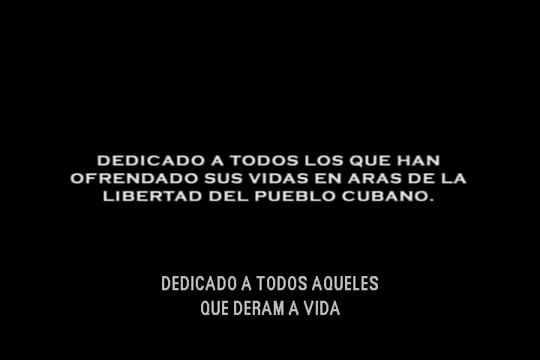 DEDICADO A TODOS LOS QUE HAN
OFRENDADO SUS VIDAS EN ARAS DE LA
LIBERTAD DEL PUEBLO CUBANO.
DEDICADO A TODOS AQUELES
QUE DERAM A VIDA